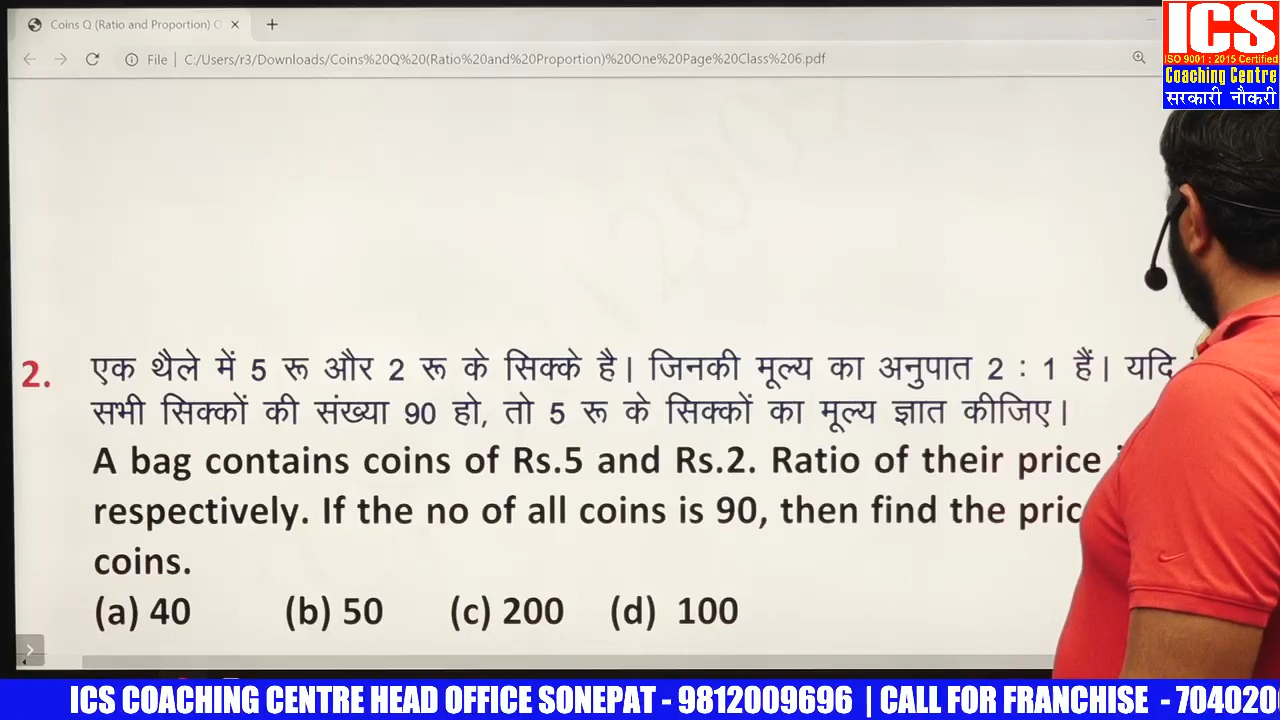 Coins Q (Ratio and Proportion) O
File | C:/Users/r3/Downloads/Coins%20Q%20(Ratio%20and%20Proportion)%20One%20Page%20Class%206.pdf
ICS
ISO 9001 : 2015 Certified
Coaching Centre
सरकारी नौकरी
2. एक थैले में 5 रू और 2 रू के सिक्के है। जिनकी मूल्य का अनुपात 2 : 1 हैं। यदि
सभी सिक्कों की संख्या 90 हो, तो 5 रू के सिक्कों का मूल्य ज्ञात कीजिए।
A bag contains coins of Rs.5 and Rs.2. Ratio of their price
respectively. If the no of all coins is 90, then find the
coins.
(a) 40 (b) 50 (c) 200 (d) 100
ICS COACHING CENTRE HEAD OFFICE SONEPAT - 9812009696 | CALL FOR FRANCHISE - 704020